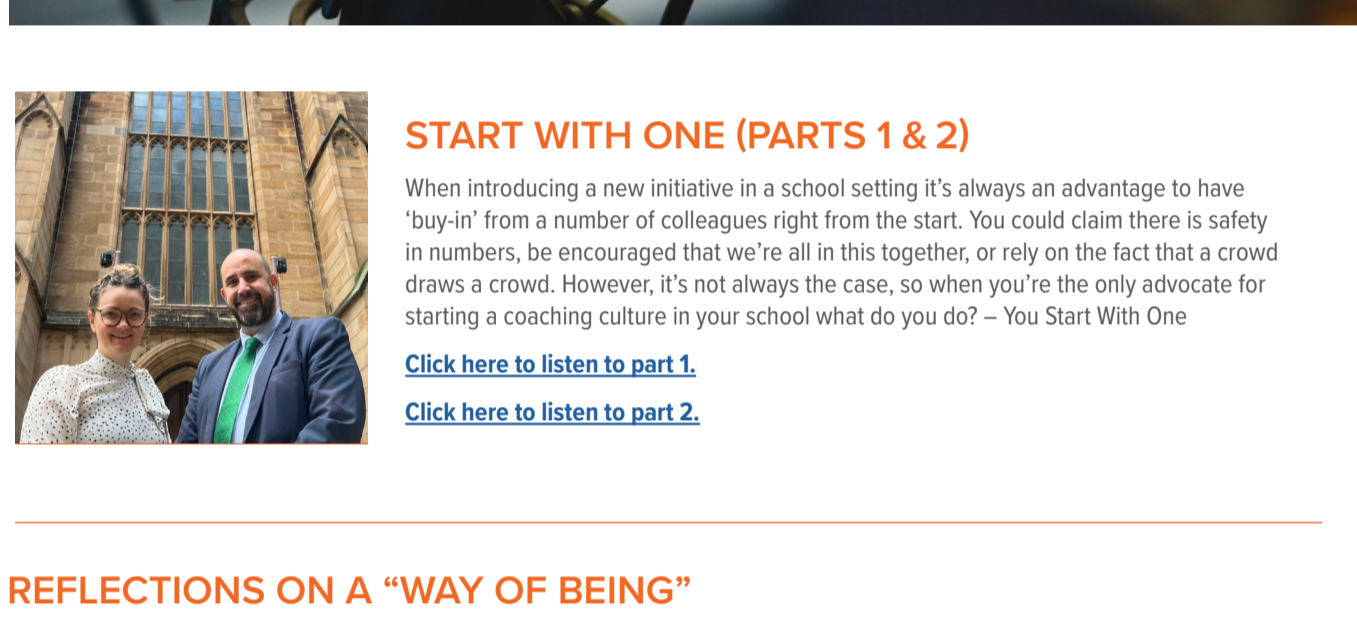 START WITH ONE (PARTS 1 & 2)
When introducing a new initiative in a school setting it’s always an advantage to have
‘buy-in’ from a number of colleagues right from the start. You could claim there is safety
in numbers, be encouraged that we’re all in this together, or rely on the fact that a crowd
draws a crowd. However, it’s not always the case, so when you’re the only advocate for
starting a coaching culture in your school what do you do? – You Start With One
Click here to listen to part 1.
Click here to listen to part 2.
REFLECTIONS ON A “WAY OF BEING”